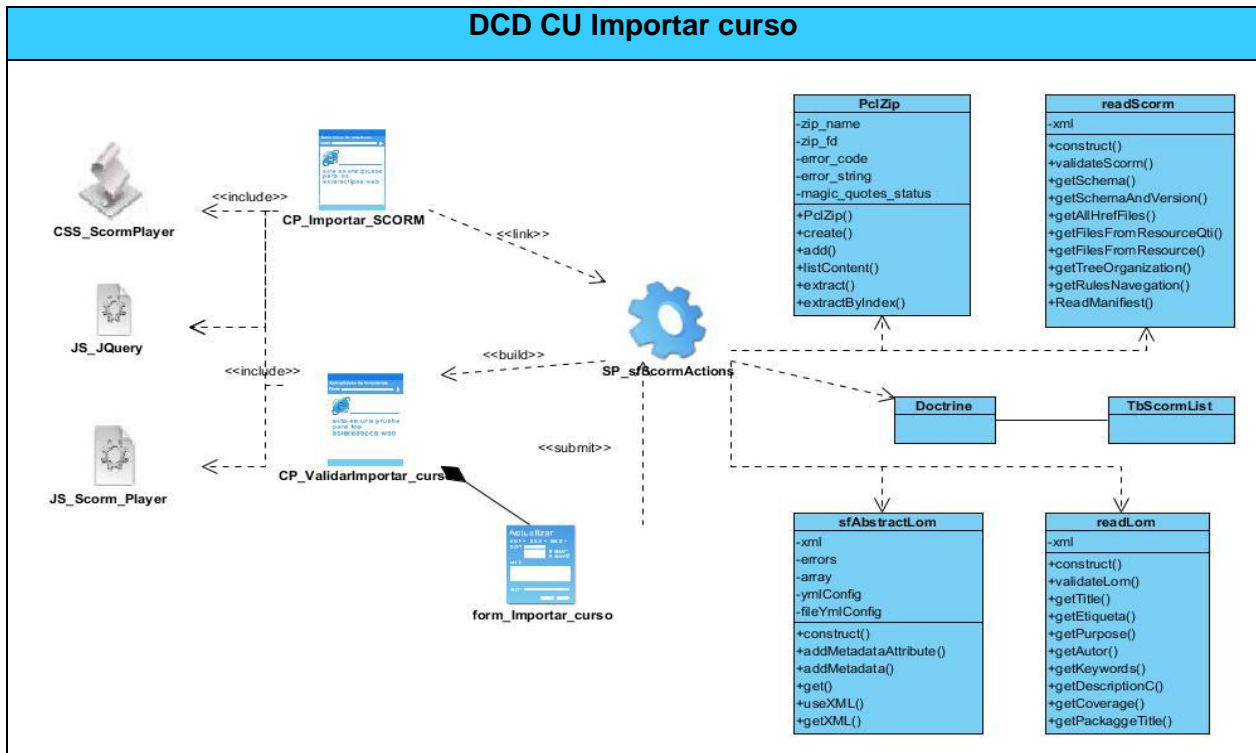 DCD CU Importar curso
CSS_ScormPlayer
<<include>>
CP_Importar_SCORM
<<link>>
JS_JQuery
<<include>>
<<build>>
SP_sfScormActions
JS_Scorm_Player
CP_ValidarImportar_curs
<<submit>>
Actualizar
form_Importar_curso
PclZip
-zip_name
-zip_fd
-error_code
-error_string
-magic_quotes_status
+PclZip()
+create()
+add()
+listContent()
+extract()
+extractByIndex()
readScorm
-xml
+construct()
+validateScorm()
+getSchema()
+getSchemaAndVersion()
+getAllHrefFiles()
+getFilesFromResourceQti()
+getFilesFromResource()
+getTreeOrganization()
+getRulesNavegation()
+ReadManifiest()
Doctrine
TbScormList
sfAbstractLom
-xml
-errors
-array
-ymlConfig
-fileYmlConfig
+construct()
+addMetadataAttribute()
+addMetadata()
+get()
+useXML()
+getXML()
readLom
-xml
+construct()
+validateLom()
+getTitle()
+getEtiqueta()
+getPurpose()
+getAutor()
+getKeywords()
+getDescriptionC()
+getCoverage()
+getPackaggeTitle()